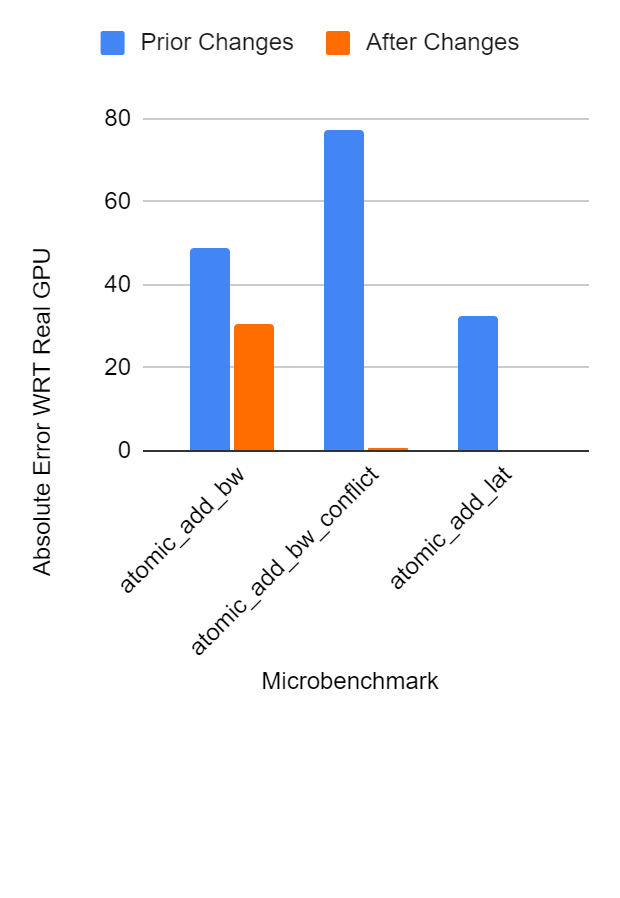 Prior Changes After Changes
80
60
40
20
0
Absolute Error WRT Real GPU
atomic_add_bw
atomic_add_bw_conflict
atomic_add_lat
Microbenchmark